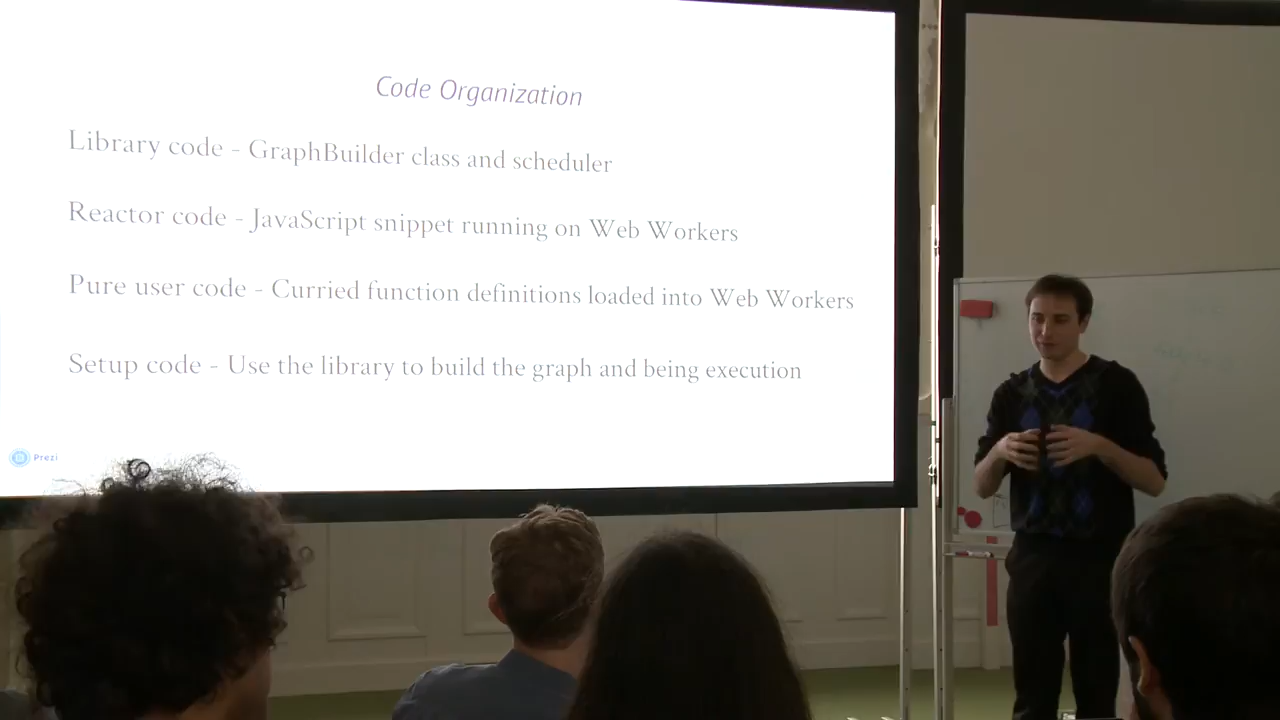 Code Organization
Library code - GraphBuilder class and scheduler
Reactor code - JavaScript snippet running on Web Workers
Pure user code - Curried function definitions loaded into Web Workers
Setup code - Use the library to build the graph and being execution
Prezi